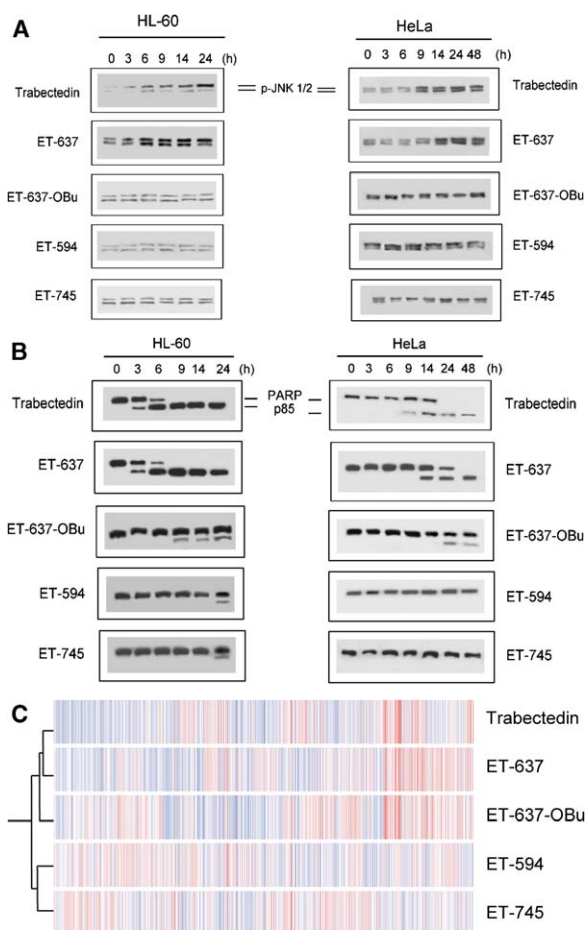 A
HL-60
0 3 6 9 14 24 (h)
Trabectedin
ET-637
ET-637-OBu
ET-594
ET-745
p-JNK 1/2
HeLa
0 3 6 9 14 24 48
Trabectedin
ET-637
ET-637-OBu
ET-594
ET-745
B
HL-60
0 3 6 9 14 24 (h)
Trabectedin
ET-637
ET-637-OBu
ET-594
ET-745
PARP
p85
HeLa
0 3 6 9 14 24 48 (h)
Trabectedin
ET-637
ET-637-OBu
ET-594
ET-745
C
Trabectedin
ET-637
ET-637-OBu
ET-594
ET-745